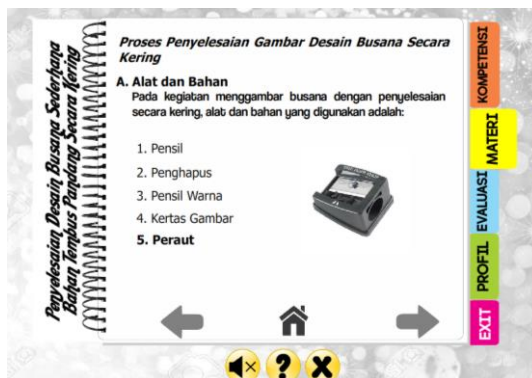 Penyelesaian Desain Busana Sederhana
Bahan Tembus Pandang Secara Kering
Proses Penyelesaian Gambar Desain Busana Secara
Kering
A. Alat dan Bahan
Pada kegiatan menggambar busana dengan penyelesaian
secara kering, alat dan bahan yang digunakan adalah:
1. Pensil
2. Penghapus
3. Pensil Warna
4. Kertas Gambar
5. Peraut
KOMPETENSI
MATERI
EVALUASI
PROFIL
EXIT
?